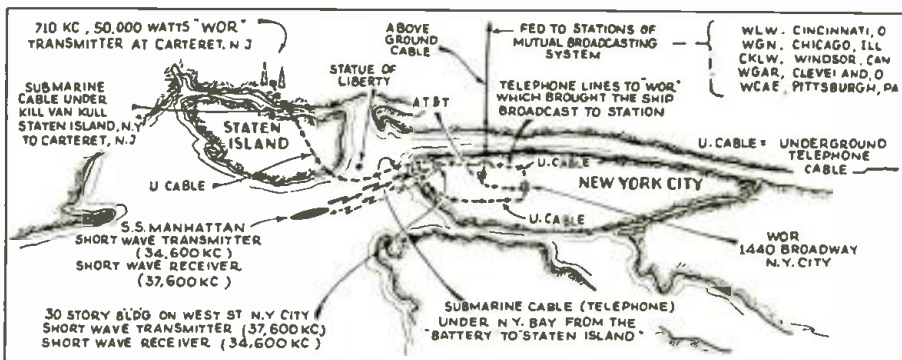 710 KC, 50,000 WATTS "WOR"
TRANSMITTER AT CARTERET, N.J
SUBMARINE
CABLE UNDER
KILL VAN KULL
STATEN ISLAND, N.Y.
TO CARTERET, N.J
STATEN
ISLAND
U CABLE
STATUE OF
LIBERTY
ABOVE
GROUND
CABLE
AT&T
FED TO STATIONS OF
MUTUAL BROADCASTING
SYSTEM
WLW. CINCINNATI, O
WGN. CHICAGO, ILL
CKLW. WINDSOR, CAN
WGAR, CLEVELAND, O
WCAE, PITTSBURGH, PA
TELEPHONE LINES TO "WOR"
WHICH BROUGHT THE SHIP
BROADCAST TO STATION
U. CABLE = UNDERGROUND
TELEPHONE
CABLE
U. CABLE
NEW YORK CITY
U. CABLE
WOR
1440 BROADWAY
N.Y. CITY
S.S. MANHATTAN
SHORT WAVE TRANSMITTER
(34,600 KC)
SHORT WAVE RECEIVER
(37,600 KC)
30 STORY BLDG ON WEST ST N.Y CITY
SHORT WAVE TRANSMITTER (37,600 KC)
SHORT WAVE RECEIVER (34,600 KC)
SUBMARINE CABLE (TELEPHONE)
UNDER N.Y. BAY FROM THE
"BATTERY TO STATEN ISLAND"